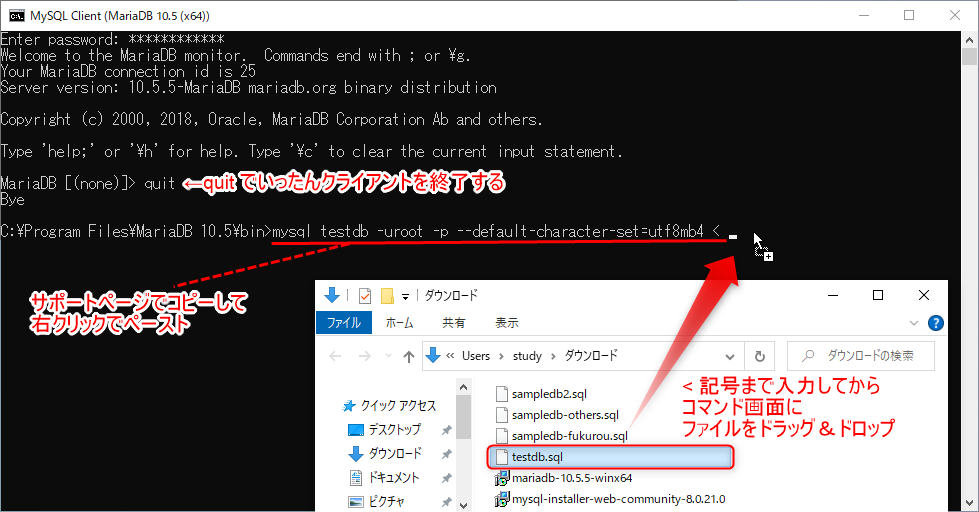 MySQL Client (MariaDB 10.5 (x64))
Enter password: ************
Welcome to the MariaDB monitor.  Commands end with ; or ¥g.
Your MariaDB connection id is 25
Server version: 10.5.5-MariaDB mariadb.org binary distribution
Copyright (c) 2000, 2018, Oracle, MariaDB Corporation Ab and others.
Type 'help;' or '¥h' for help. Type '¥c' to clear the current input statement.
MariaDB [(none)]> quit ←quit でいったんクライアントを終了する
Bye
C:¥Program Files¥MariaDB 10.5¥bin>mysql testdb -uroot -p --default-character-set=utf8mb4 <
サポートページでコピーして
右クリックでペースト
ダウンロード
ファイル ホーム 共有 表示
Users › study › ダウンロード
ダウンロードの検索
クイック アクセス
デスクトップ
ダウンロード
ドキュメント
ピクチャ
sampledb2.sql
sampledb-others.sql
sampledb-fukurou.sql
testdb.sql
mariadb-10.5.5-winx64
mysql-installer-web-community-8.0.21.0
< 記号まで入力してから
コマンド画面に
ファイルをドラッグ＆ドロップ